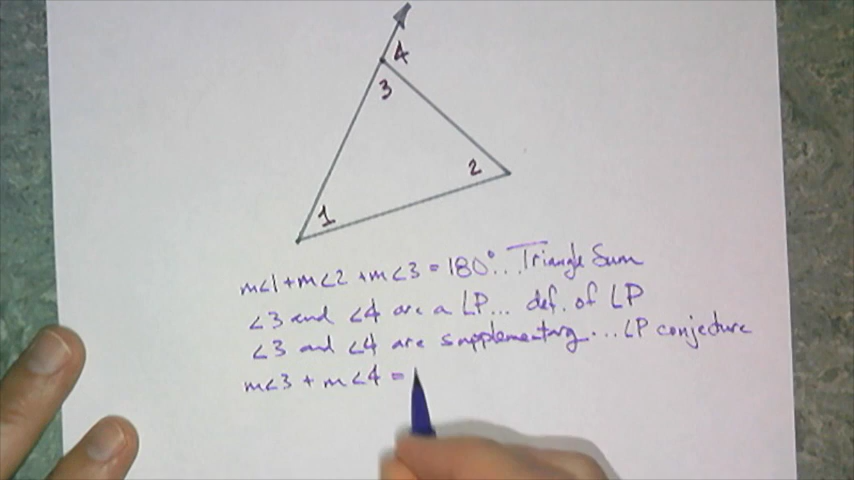 4
3
2
1
m∠1+m∠2+m∠3=180°...Triangle Sum
∠3 and ∠4 are a LP... def. of LP
∠3 and ∠4 are supplementary...LP conjecture
m∠3 + m∠4 =